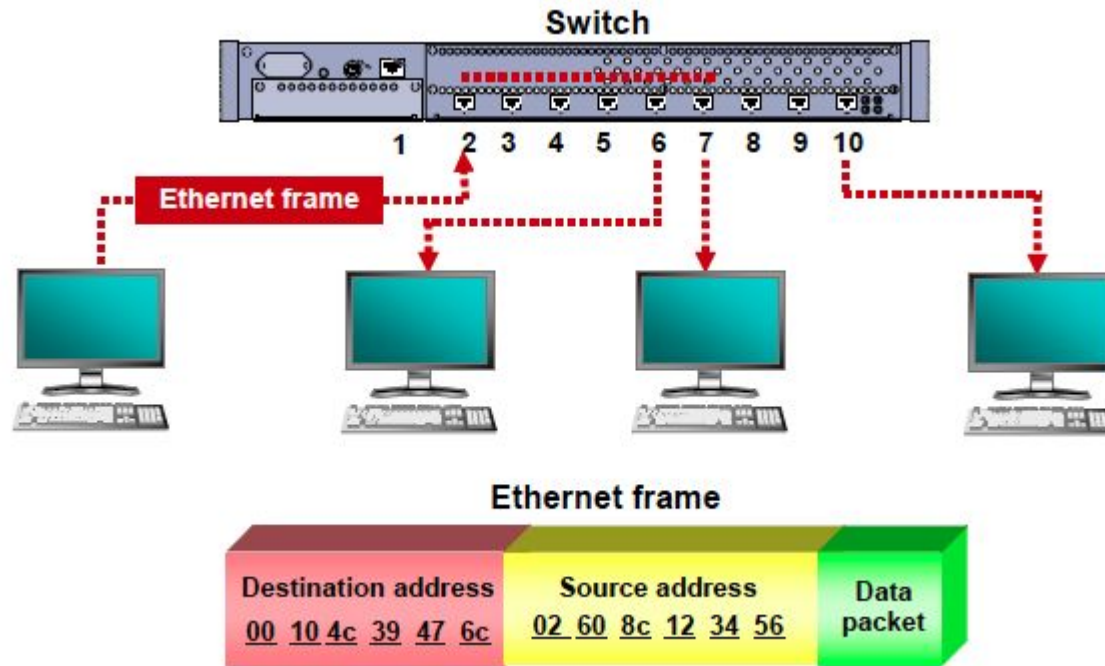 Switch
1 2 3 4 5 6 7 8 9 10
Ethernet frame
Ethernet frame
Destination address
00 10 4c 39 47 6c
Source address
02 60 8c 12 34 56
Data
packet